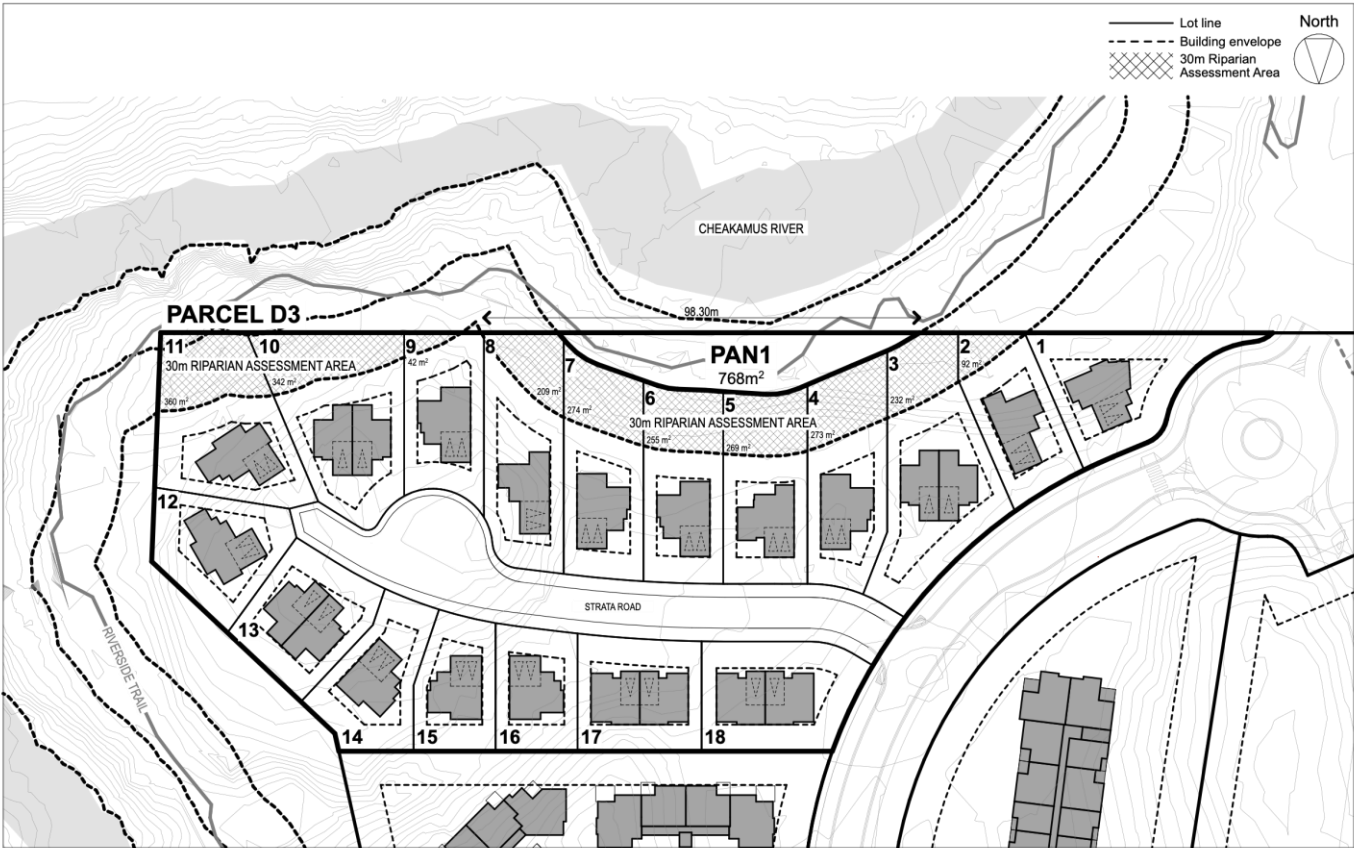 Lot line
Building envelope
30m Riparian
Assessment Area
North
CHEAKAMUS RIVER
98.30m
PARCEL D3
11
10
9
8
7
6
5
4
3
2
1
PAN1
768m²
30m RIPARIAN ASSESSMENT AREA
360 m²
342 m²
42 m²
209 m²
274 m²
255 m²
269 m²
273 m²
232 m²
92 m²
30m RIPARIAN ASSESSMENT AREA
12
13
STRATA ROAD
RIVERSIDE TRAIL
14
15
16
17
18